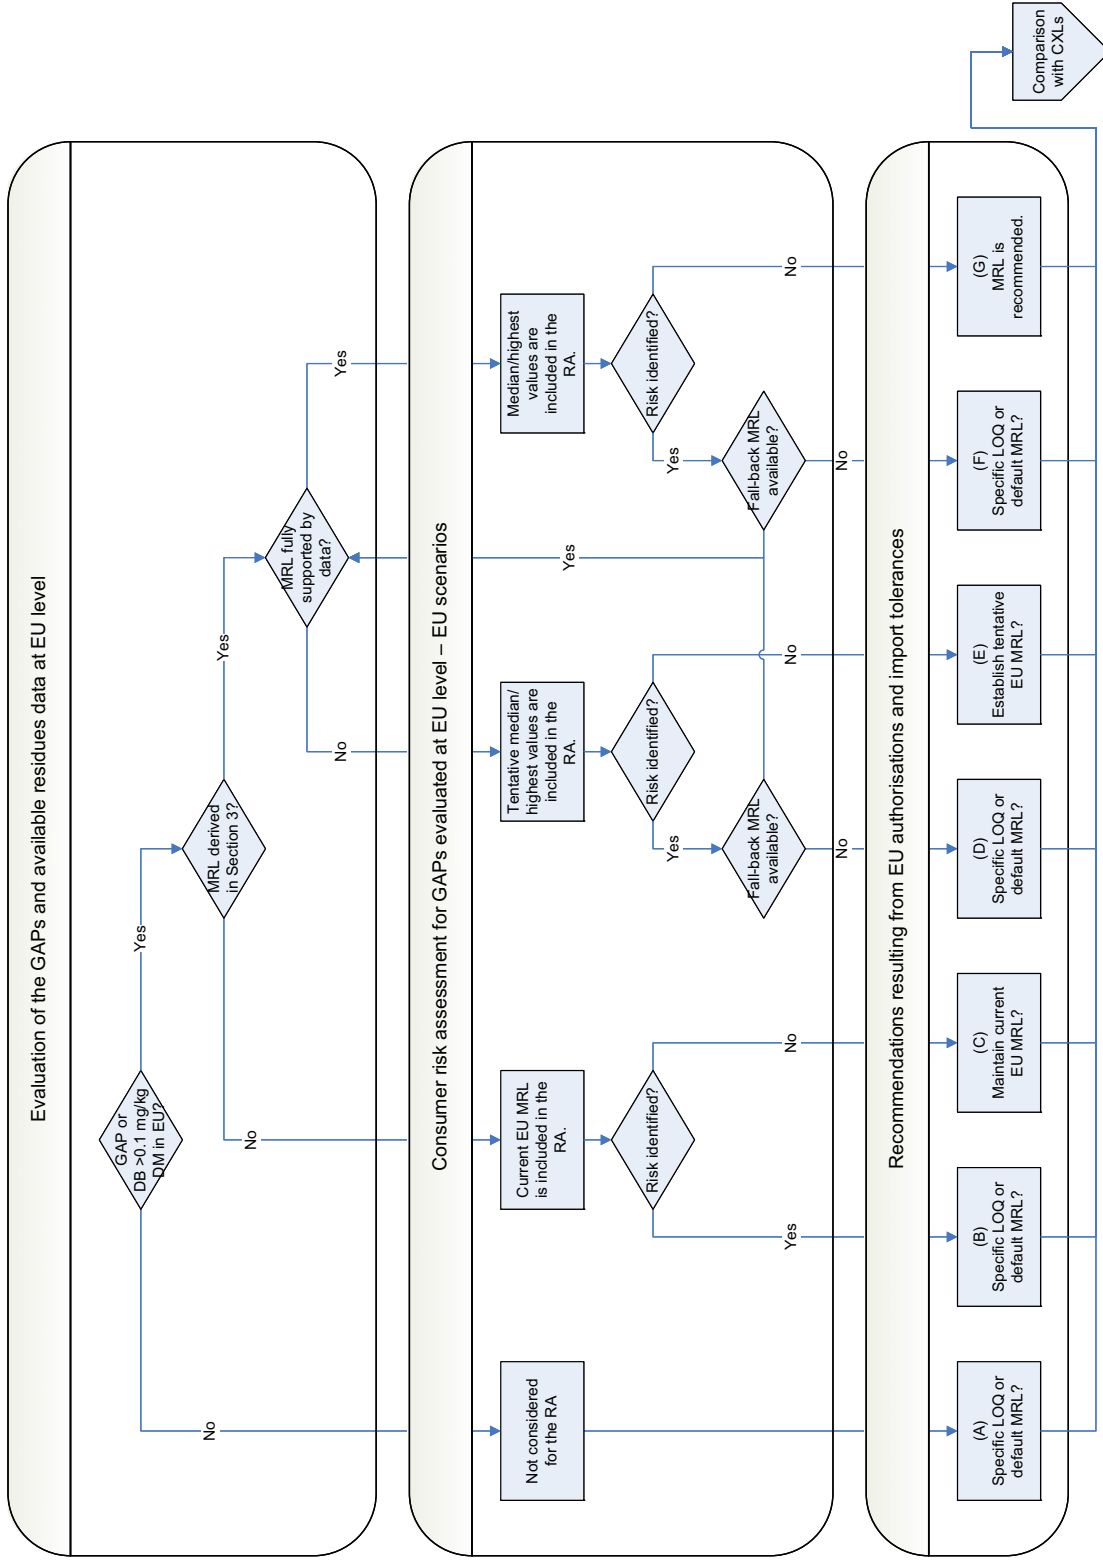 Evaluation of the GAPs and available residues data at EU level
GAP or
DB >0.1 mg/kg
DM in EU?
Yes
No
MRL derived
in Section 3?
Yes
No
MRL fully
supported by
data?
Yes
No
Consumer risk assessment for GAPs evaluated at EU level – EU scenarios
Not considered
for the RA
Current EU MRL
is included in the
RA.
Tentative median/
highest values are
included in the
RA.
Median/highest
values are
included in the
RA.
Risk identified?
Yes
No
Risk identified?
Yes
No
Risk identified?
Yes
No
Fall-back MRL
available?
No
Yes
Fall-back MRL
available?
No
Recommendations resulting from EU authorisations and import tolerances
(A)
Specific LOQ or
default MRL?
(B)
Specific LOQ or
default MRL?
(C)
Maintain current
EU MRL?
(D)
Specific LOQ or
default MRL?
(E)
Establish tentative
EU MRL?
(F)
Specific LOQ or
default MRL?
(G)
MRL is
recommended.
Comparison
with CXLs